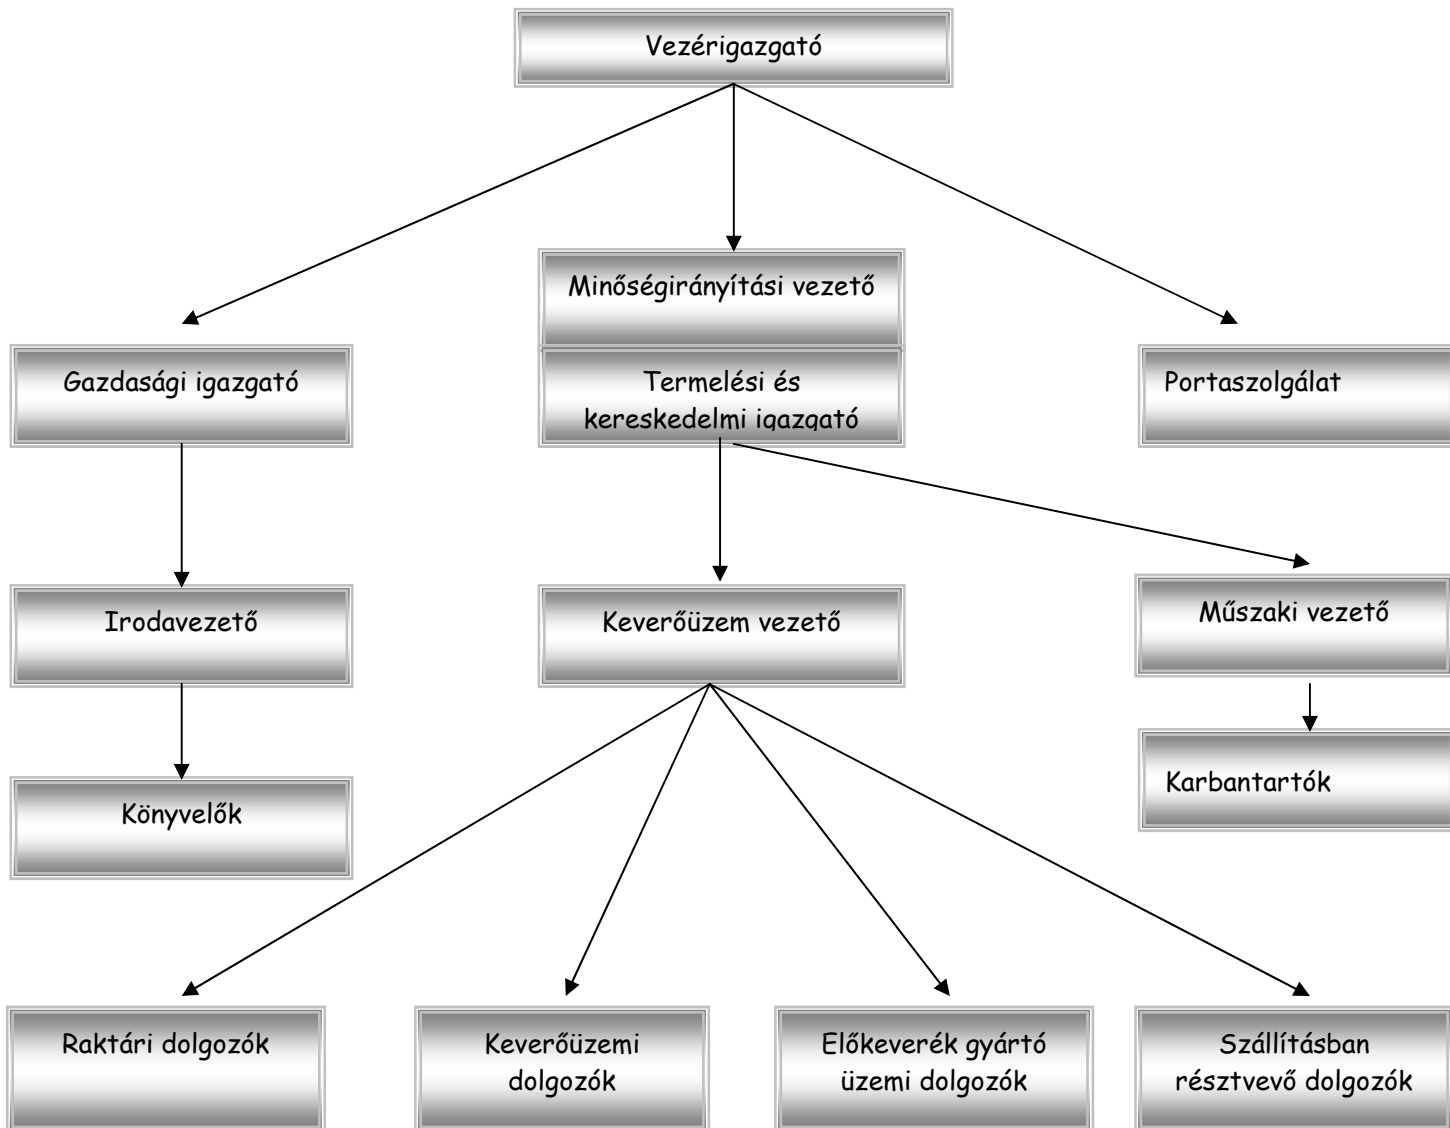 Vezérigazgató
Minőségirányítási vezető
Gazdasági igazgató
Termelési és
kereskedelmi igazgató
Portaszolgálat
Irodavezető
Keverőüzem vezető
Műszaki vezető
Karbantartók
Könyvelők
Raktári dolgozók
Keverőüzemi
dolgozók
Előkeverék gyártó
üzemi dolgozók
Szállításban
résztvevő dolgozók